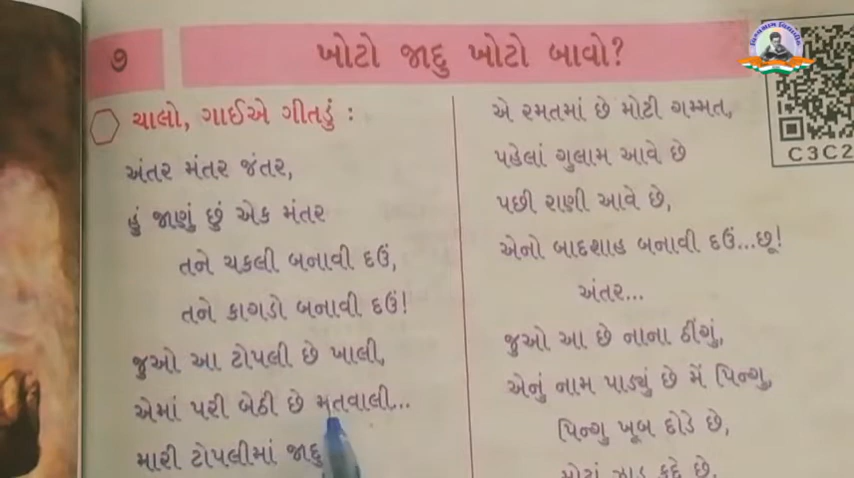 ૭
ખોટો જાદુ ખોટો બાવો?
ચાલો, ગાઈએ ગીતડું :
અંતર મંતર જંતર,
હું જાણું છું એક મંતર
તને ચકલી બનાવી દઉં,
તને કાગડો બનાવી દઉં!
જુઓ આ ટોપલી છે ખાલી,
એમાં પરી બેઠી છે મતવાલી...
મારી ટોપલીમાં જાદુ
એ રમતમાં છે મોટી ગમ્મત,
પહેલાં ગુલામ આવે છે
પછી રાણી આવે છે,
એનો બાદશાહ બનાવી દઉં...છૂ!
અંતર...
જુઓ આ છે નાના ઠીંગું,
એનું નામ પાડ્યું છે મેં પિન્ગુ,
પિન્ગુ ખૂબ દોડે છે,
મોટાં ઝાડ કૂદે છે,
C3C2